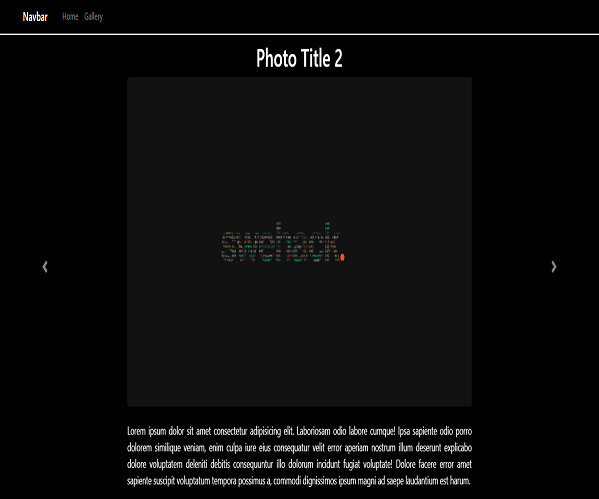 Navbar Home Gallery
Photo Title 2
Lorem ipsum dolor sit amet consectetur adipisicing elit. Laboriosam odio labore cumque! Ipsa sapiente odio porro
dolorem similique veniam, enim culpa iure eius consequatur velit error aperiam nostrum illum deserunt explicabo
dolore voluptatem deleniti debitis consequuntur illo dolorum incidunt fugiat voluptate! Dolore facere error amet
sapiente suscipit voluptatum tempora possimus a, commodi dignissimos ipsum magni ad saepe laudantium est harum.